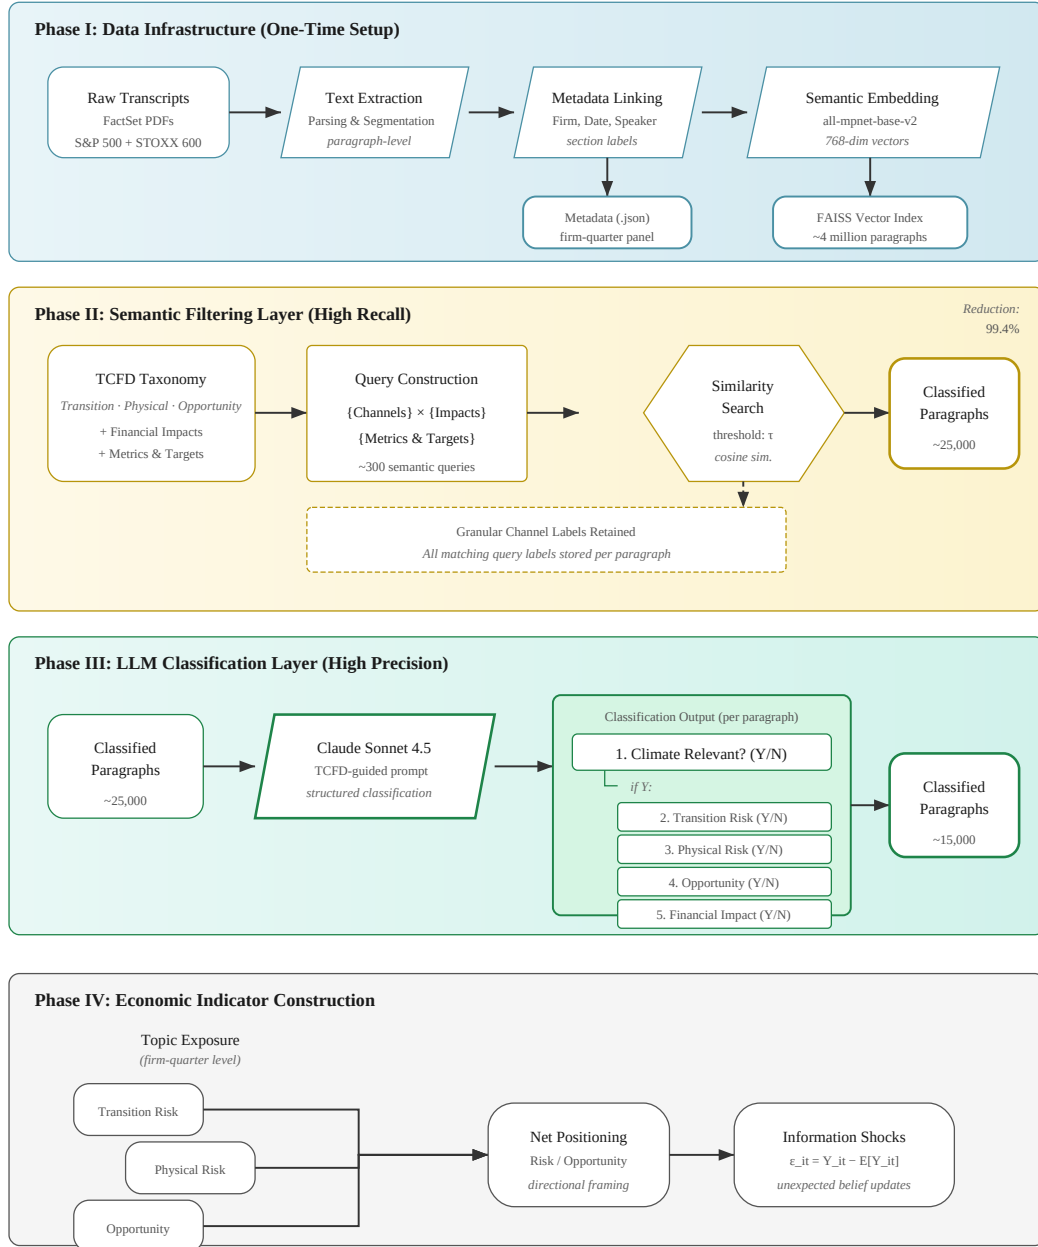 Phase I: Data Infrastructure (One-Time Setup)
Raw Transcripts
FactSet PDFs
S&P 500 + STOXX 600
Text Extraction
Parsing & Segmentation
paragraph-level
Metadata Linking
Firm, Date, Speaker
section labels
Semantic Embedding
all-mpnet-base-v2
768-dim vectors
Metadata (.json)
firm-quarter panel
FAISS Vector Index
~4 million paragraphs
Phase II: Semantic Filtering Layer (High Recall)
Reduction:
99.4%
TCFD Taxonomy
Transition · Physical · Opportunity
+ Financial Impacts
+ Metrics & Targets
Query Construction
{Channels} × {Impacts}
{Metrics & Targets}
~300 semantic queries
Similarity
Search
threshold: τ
cosine sim.
Classified
Paragraphs
~25,000
Granular Channel Labels Retained
All matching query labels stored per paragraph
Phase III: LLM Classification Layer (High Precision)
Classified
Paragraphs
~25,000
Claude Sonnet 4.5
TCFD-guided prompt
structured classification
Classification Output (per paragraph)
1. Climate Relevant? (Y/N)
if Y:
2. Transition Risk (Y/N)
3. Physical Risk (Y/N)
4. Opportunity (Y/N)
5. Financial Impact (Y/N)
Classified
Paragraphs
~15,000
Phase IV: Economic Indicator Construction
Topic Exposure
(firm-quarter level)
Transition Risk
Physical Risk
Opportunity
Net Positioning
Risk / Opportunity
directional framing
Information Shocks
ε_it = Y_it − E[Y_it]
unexpected belief updates